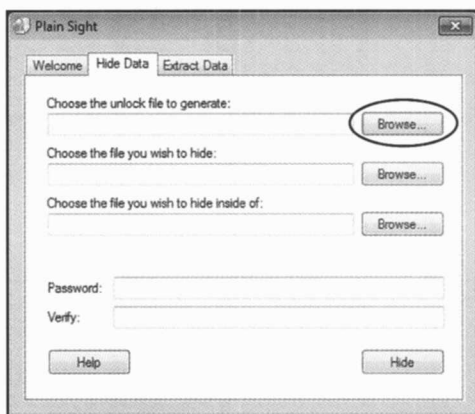 Plain Sight
Welcome Hide Data Extract Data
Choose the unlock file to generate:
Browse...
Choose the file you wish to hide:
Browse...
Choose the file you wish to hide inside of:
Browse...
Password:
Verify:
Help Hide